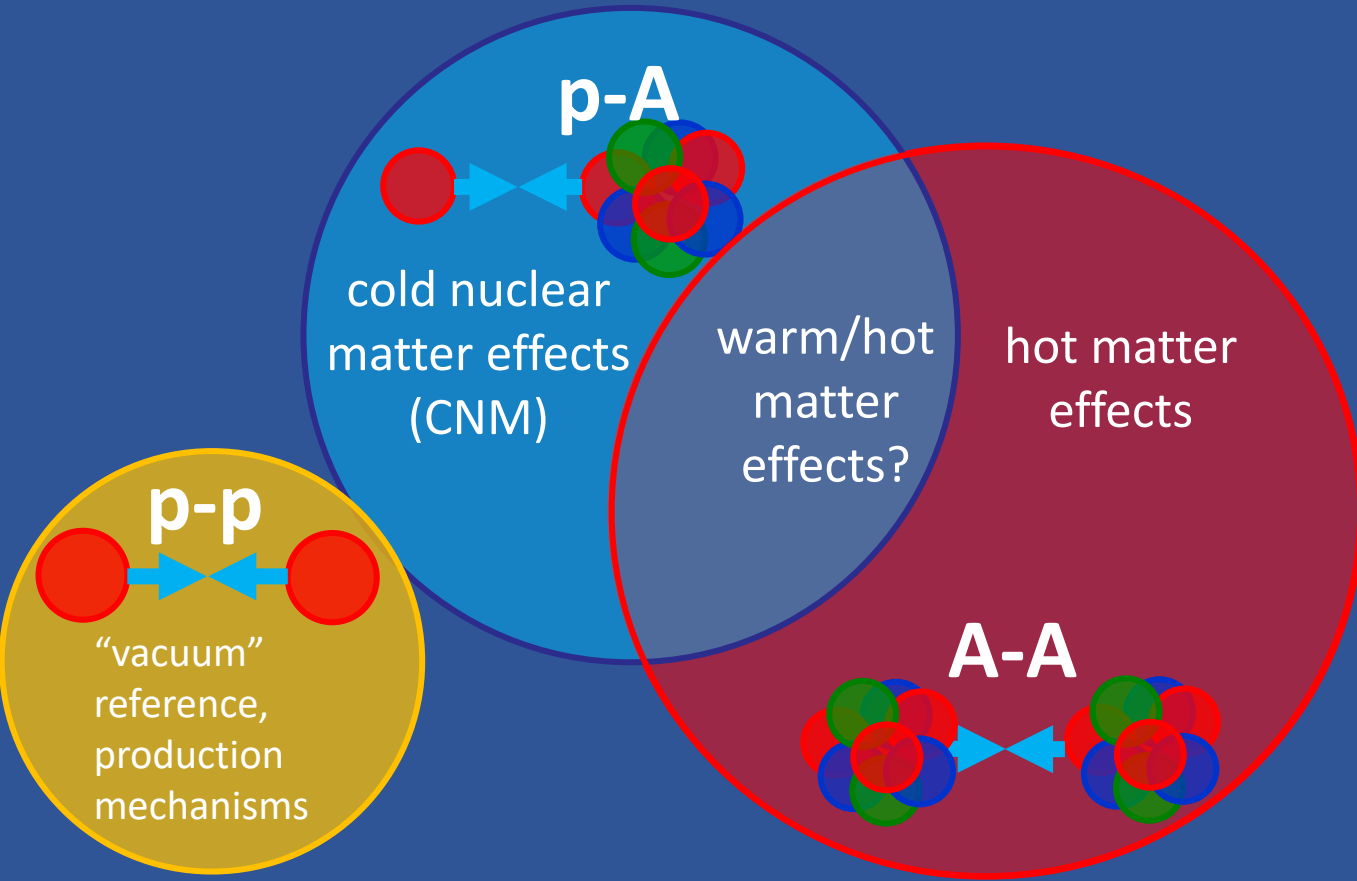 p-A
cold nuclear
matter effects
(CNM)
warm/hot
matter
effects?
hot matter
effects
p-p
“vacuum”
reference,
production
mechanisms
A-A